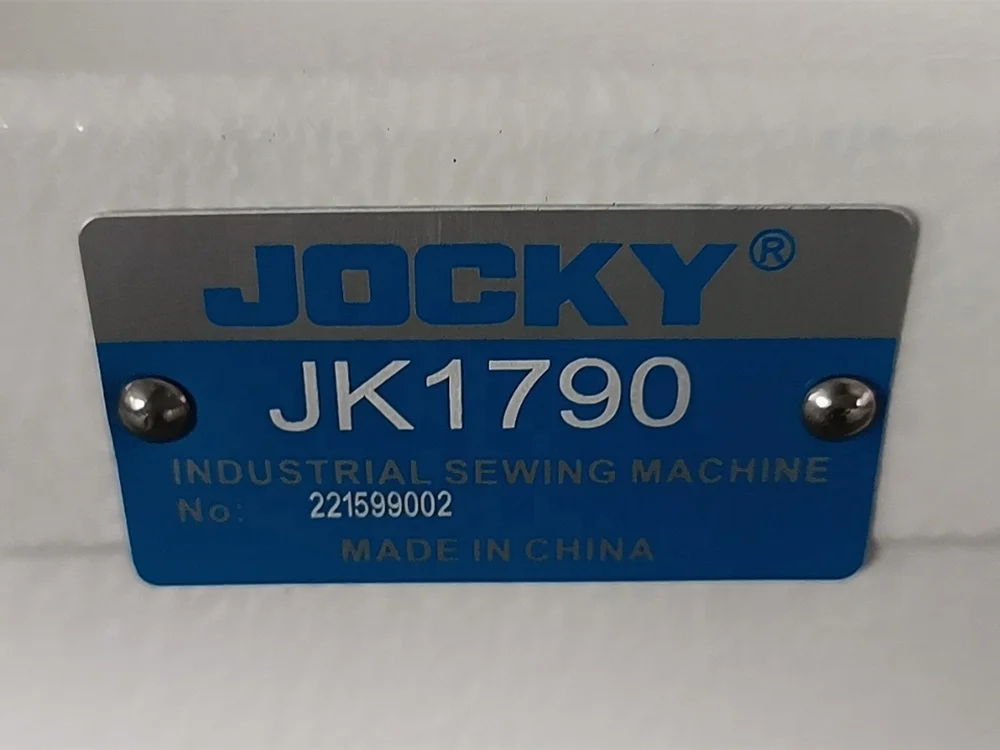 JOCKY®
JK1790
INDUSTRIAL SEWING MACHINE
No: 221599002
MADE IN CHINA